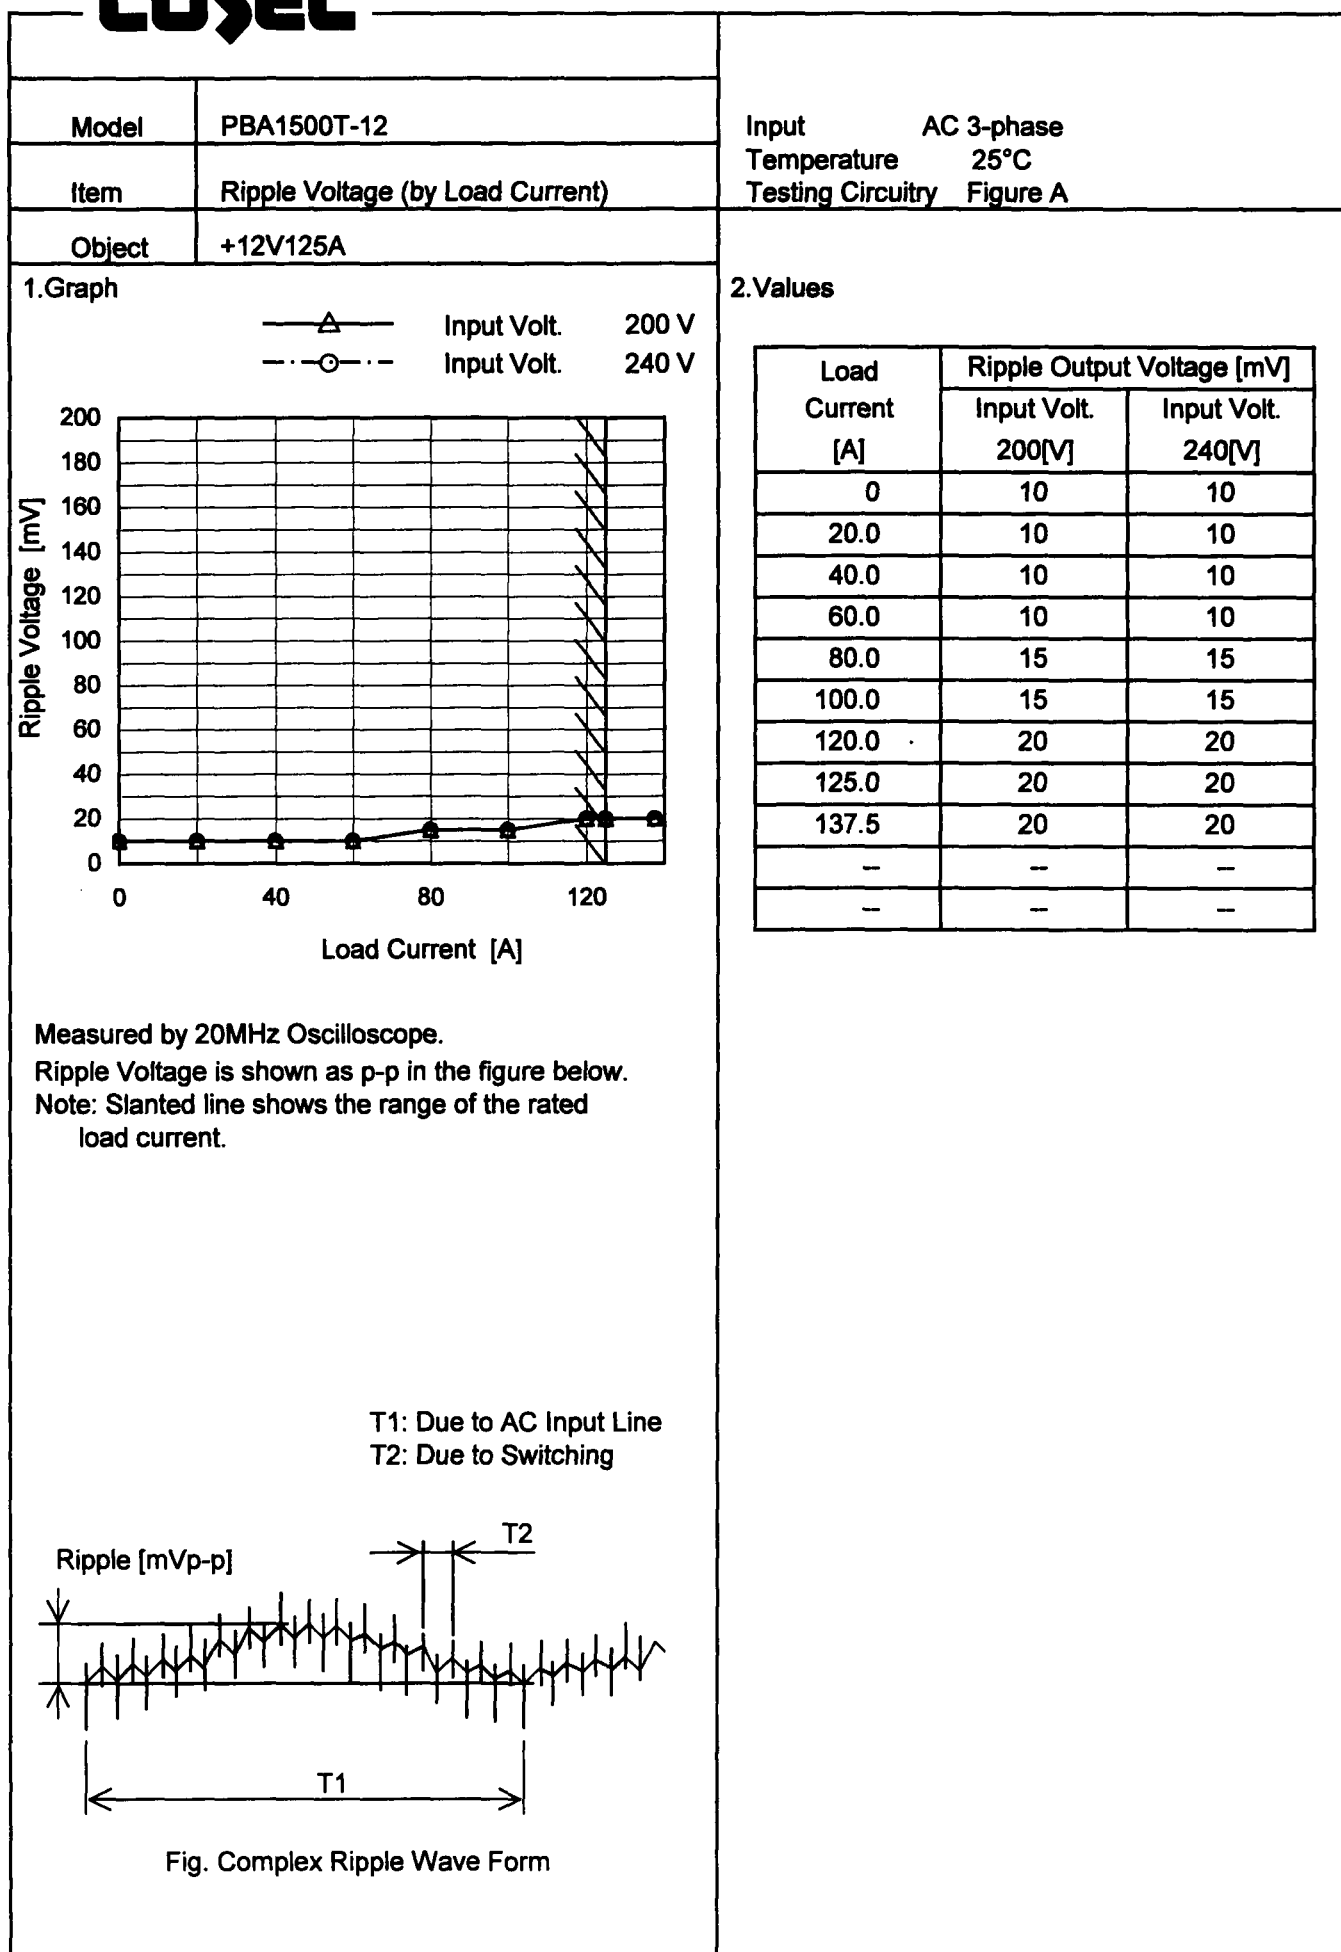 COSEL
Model PBA1500T-12
Item Ripple Voltage (by Load Current)
Object +12V125A
Input AC 3-phase
Temperature 25°C
Testing Circuitry Figure A
1.Graph
Input Volt. 200 V
Input Volt. 240 V
200
180
160
140
120
100
80
60
40
20
0
Ripple Voltage [mV]
0 40 80 120
Load Current [A]
Measured by 20MHz Oscilloscope.
Ripple Voltage is shown as p-p in the figure below.
Note: Slanted line shows the range of the rated
load current.
T1: Due to AC Input Line
T2: Due to Switching
T2
Ripple [mVp-p]
T1
Fig. Complex Ripple Wave Form
2.Values
Load Ripple Output Voltage [mV]
Current Input Volt. Input Volt.
[A] 200[V] 240[V]
0 10 10
20.0 10 10
40.0 10 10
60.0 10 10
80.0 15 15
100.0 15 15
120.0 20 20
125.0 20 20
137.5 20 20
-- -- --
-- -- --